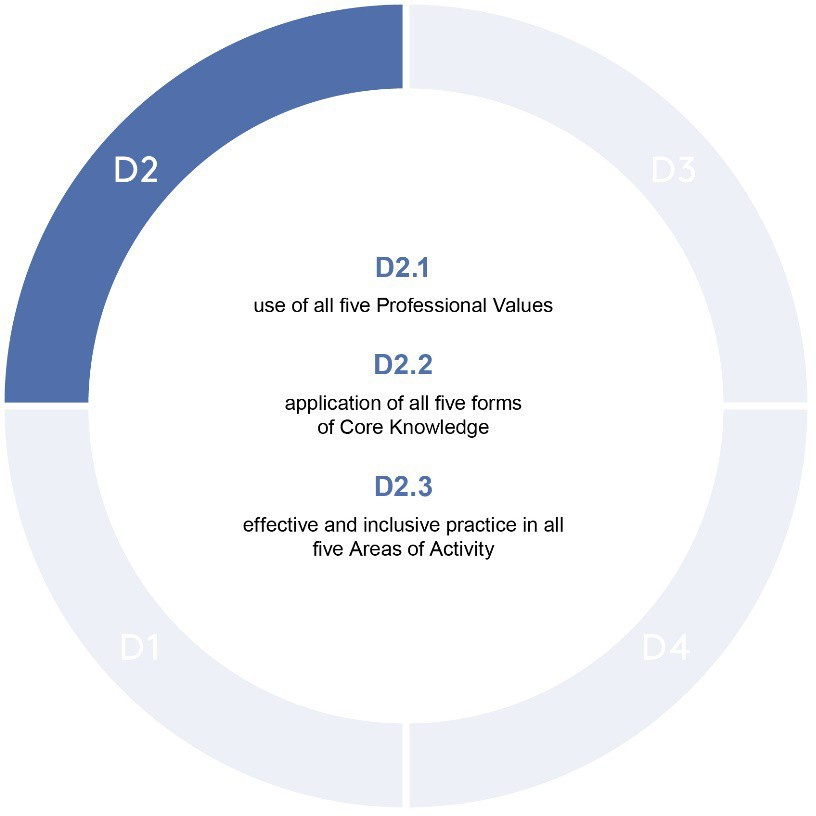 D2
D3
D2.1
use of all five Professional Values
D2.2
application of all five forms
of Core Knowledge
D2.3
effective and inclusive practice in all
five Areas of Activity
D1
D4